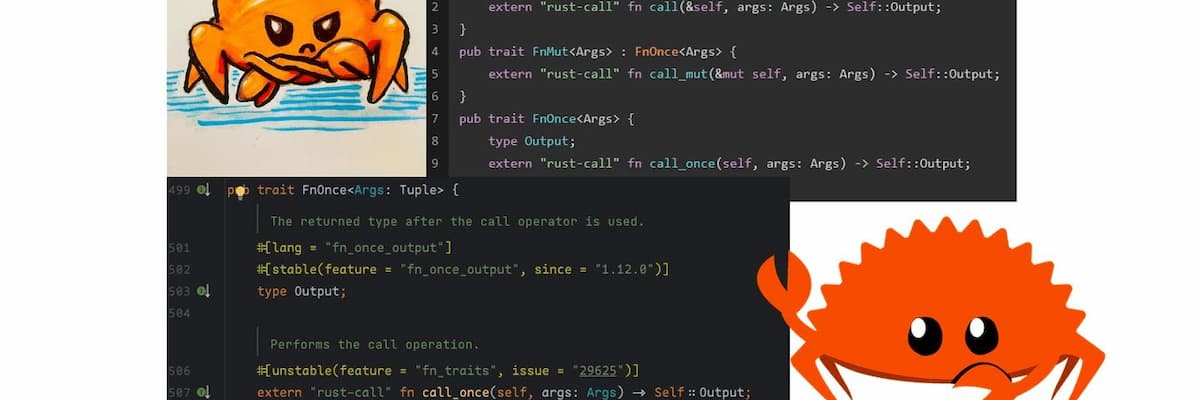 2 extern "rust-call" fn call(&self, args: Args) -> Self::Output;
3 }
4 pub trait FnMut<Args> : FnOnce<Args> {
5 extern "rust-call" fn call_mut(&mut self, args: Args) -> Self::Output;
6 }
7 pub trait FnOnce<Args> {
8 type Output;
9 extern "rust-call" fn call_once(self, args: Args) -> Self::Output;
499 pub trait FnOnce<Args: Tuple> {
The returned type after the call operator is used.
501 #[lang = "fn_once_output"]
502 #[stable(feature = "fn_once_output", since = "1.12.0")]
503 type Output;
504
Performs the call operation.
506 #[unstable(feature = "fn_traits", issue = "29625")]
507 extern "rust-call" fn call_once(self, args: Args) -> Self::Output;